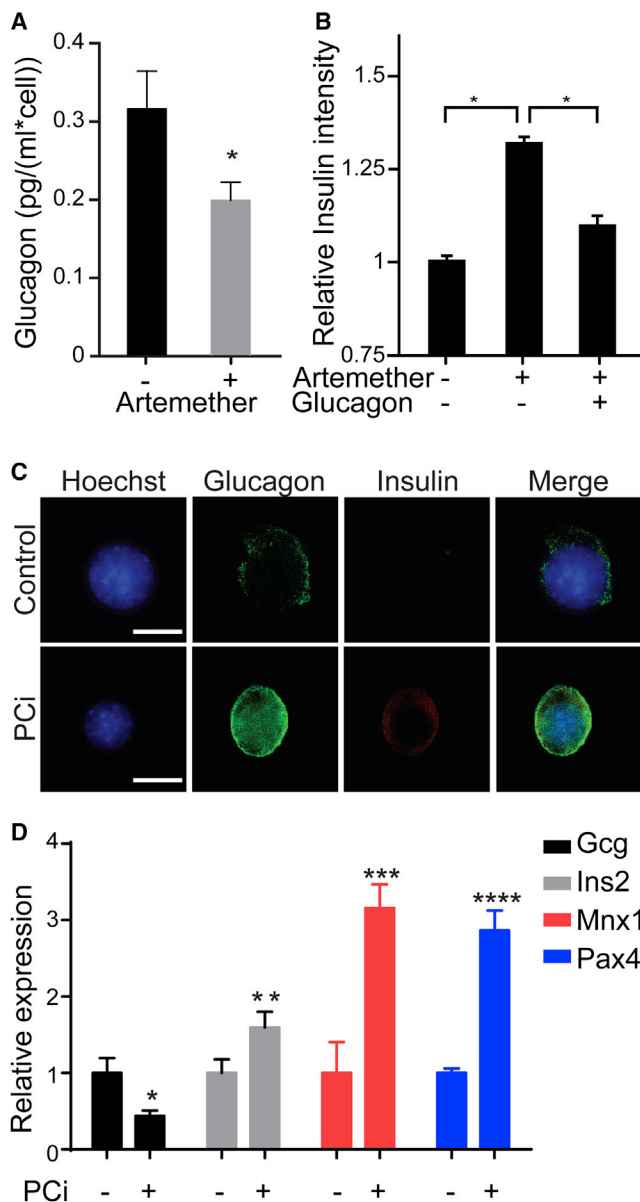 A
Glucagon (pg/(ml*cell))
0.4
0.3
0.2
0.1
0
*
- +
Artemether
B
Relative Insulin intensity
1.5
1.25
1
0.75
* *
Artemether - + +
Glucagon - - +
C
Hoechst Glucagon Insulin Merge
Control
PCi
D
Relative expression
4
3
2
1
0
* ** *** ****
PCi - + - + - + - +
Gcg
Ins2
Mnx1
Pax4